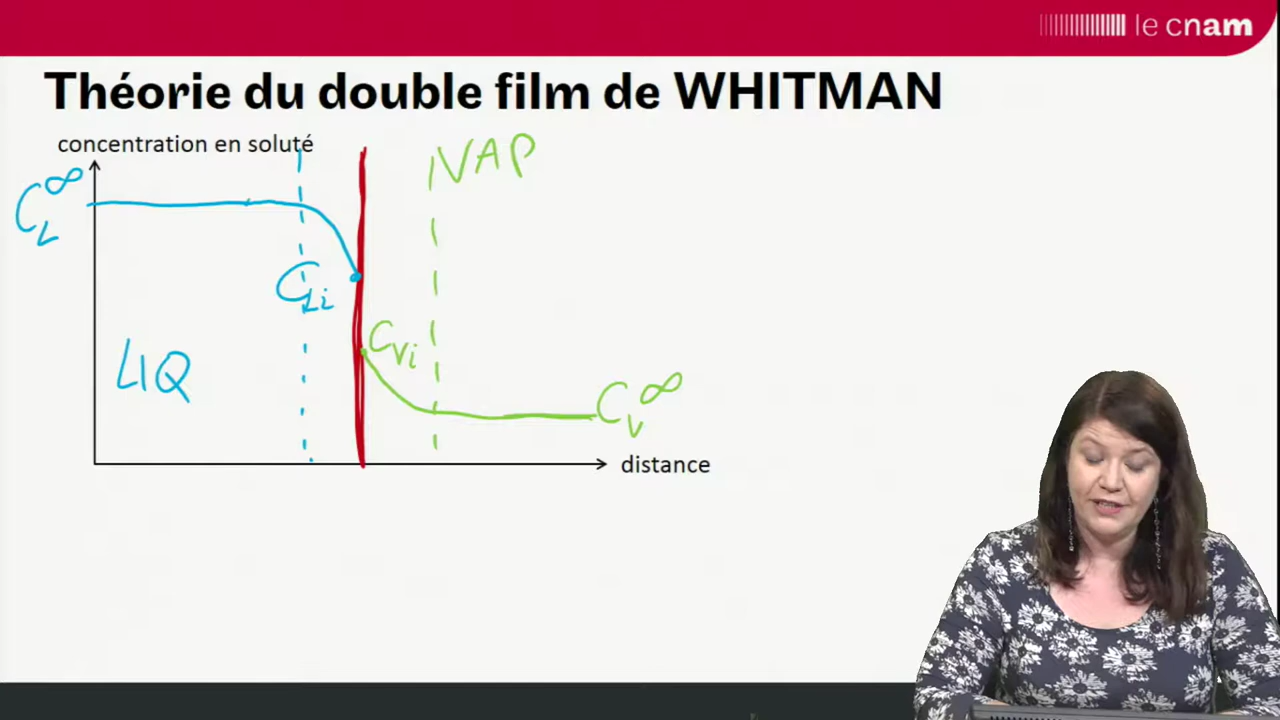 le cnam
Théorie du double film de WHITMAN
concentration en soluté
VAP
C_L^∞
C_Li
C_Vi
LIQ
C_V^∞
distance